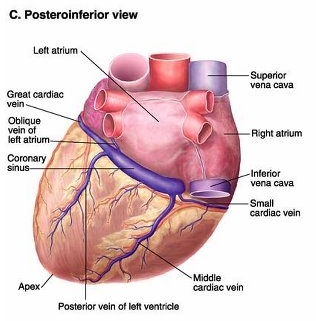 C. Posteroinferior view
Left atrium
Superior
vena cava
Great cardiac
vein
Oblique
vein of
left atrium
Right atrium
Coronary
sinus
Inferior
vena cava
Small
cardiac vein
Middle
cardiac vein
Apex
Posterior vein of left ventricle